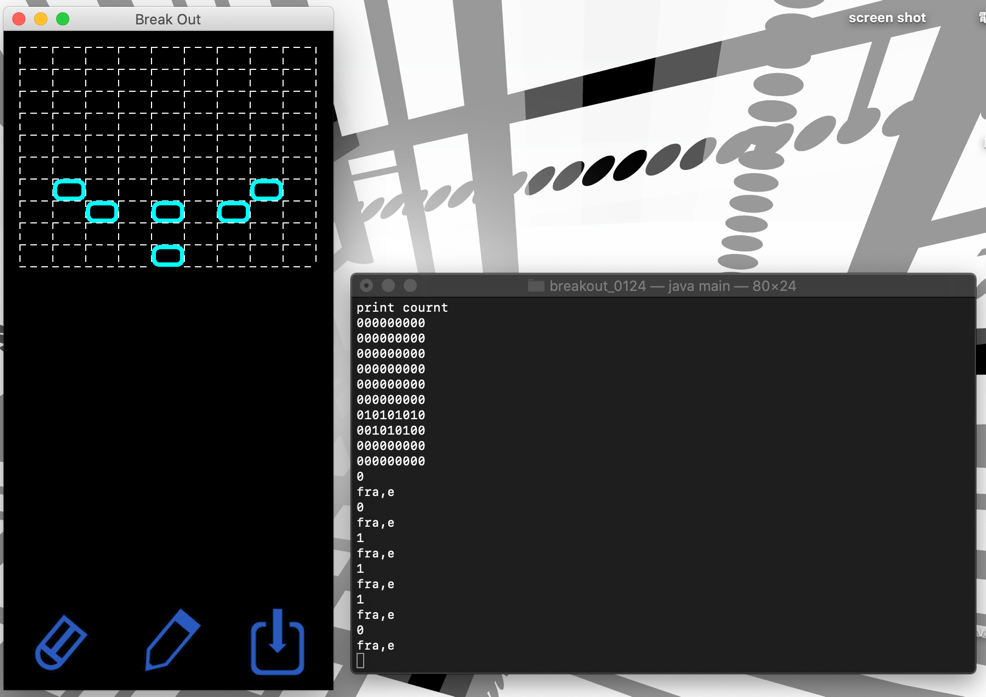 Break Out
screen shot
breakout_0124 — java main — 80×24
print cournt
000000000
000000000
000000000
000000000
000000000
000000000
010101010
001010100
000000000
000000000
0
fra,e
0
fra,e
1
fra,e
1
fra,e
1
fra,e
0
fra,e